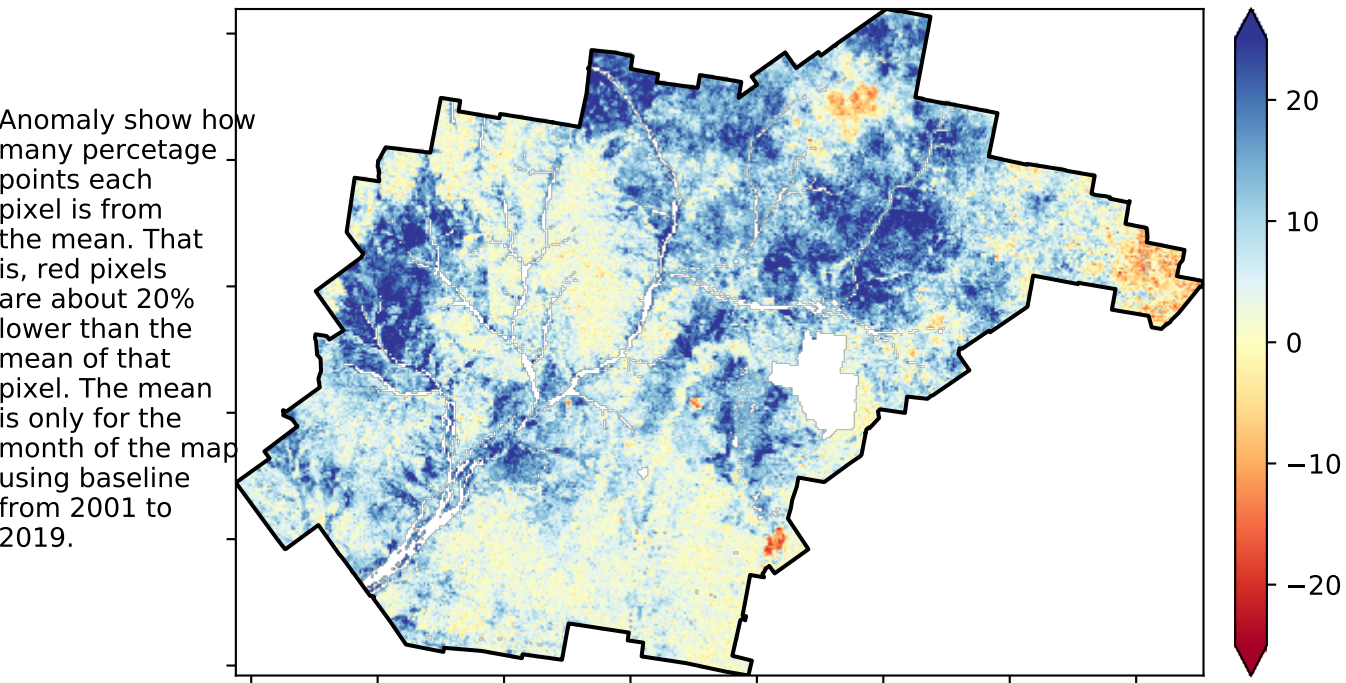 Anomaly show how
many percetage
points each
pixel is from
the mean. That
is, red pixels
are about 20%
lower than the
mean of that
pixel. The mean
is only for the
month of the map
using baseline
from 2001 to
2019.
20
10
0
−10
−20